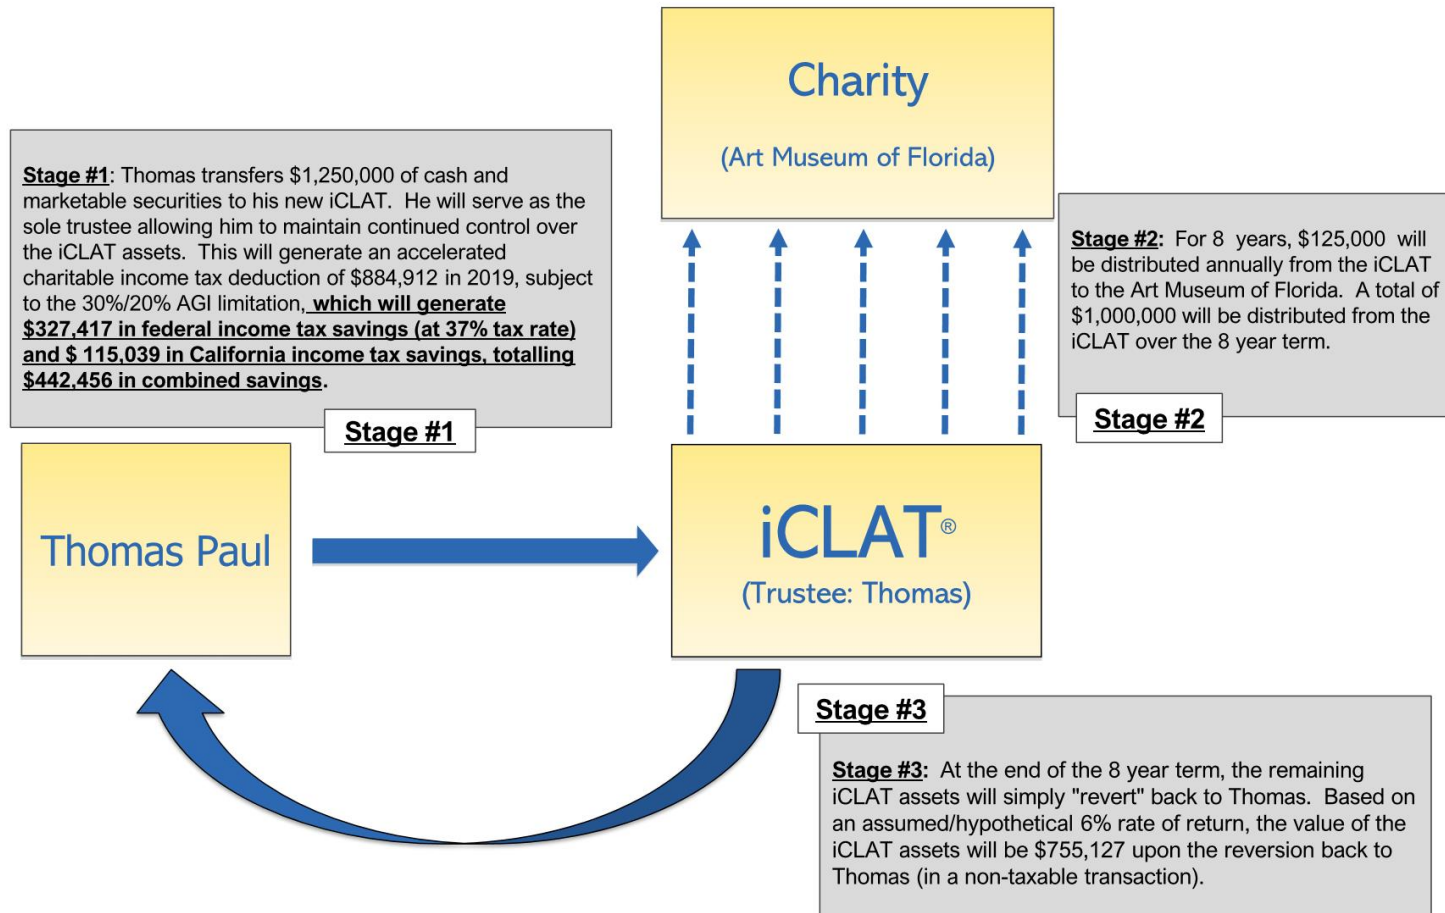 Charity
(Art Museum of Florida)
Stage #1: Thomas transfers $1,250,000 of cash and
marketable securities to his new iCLAT. He will serve as the
sole trustee allowing him to maintain continued control over
the iCLAT assets. This will generate an accelerated
charitable income tax deduction of $884,912 in 2019, subject
to the 30%/20% AGI limitation, which will generate
$327,417 in federal income tax savings (at 37% tax rate)
and $ 115,039 in California income tax savings, totalling
$442,456 in combined savings.
Stage #1
Stage #2: For 8 years, $125,000 will
be distributed annually from the iCLAT
to the Art Museum of Florida. A total of
$1,000,000 will be distributed from the
iCLAT over the 8 year term.
Stage #2
Thomas Paul
iCLAT®
(Trustee: Thomas)
Stage #3
Stage #3: At the end of the 8 year term, the remaining
iCLAT assets will simply "revert" back to Thomas. Based on
an assumed/hypothetical 6% rate of return, the value of the
iCLAT assets will be $755,127 upon the reversion back to
Thomas (in a non-taxable transaction).